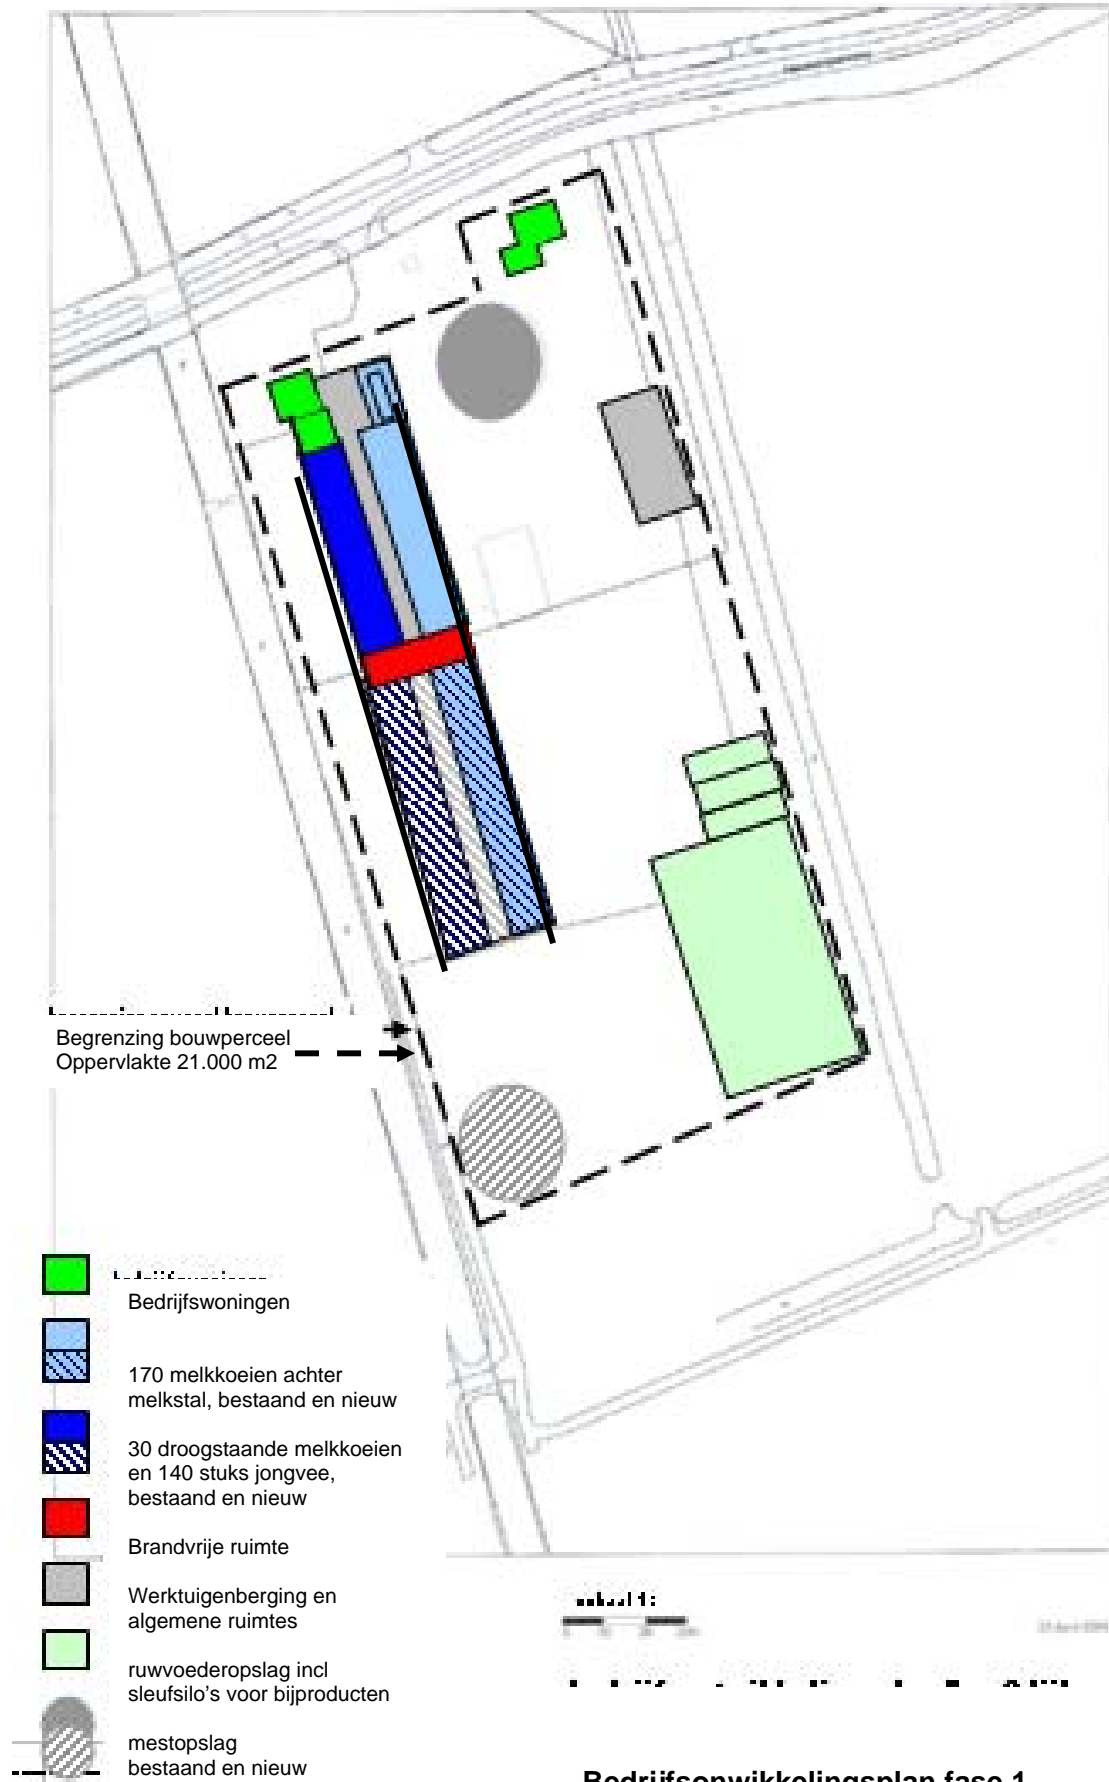 Begrenzing bouwperceel
Oppervlakte 21.000 m2
Bedrijfswoningen
170 melkkoeien achter
melkstal, bestaand en nieuw
30 droogstaande melkkoeien
en 140 stuks jongvee,
bestaand en nieuw
Brandvrije ruimte
Werktuigenberging en
algemene ruimtes
ruwvoederopslag incl
sleufsilo's voor bijproducten
mestopslag
bestaand en nieuw
Bedrijfsonwikkelingsplan fase 1